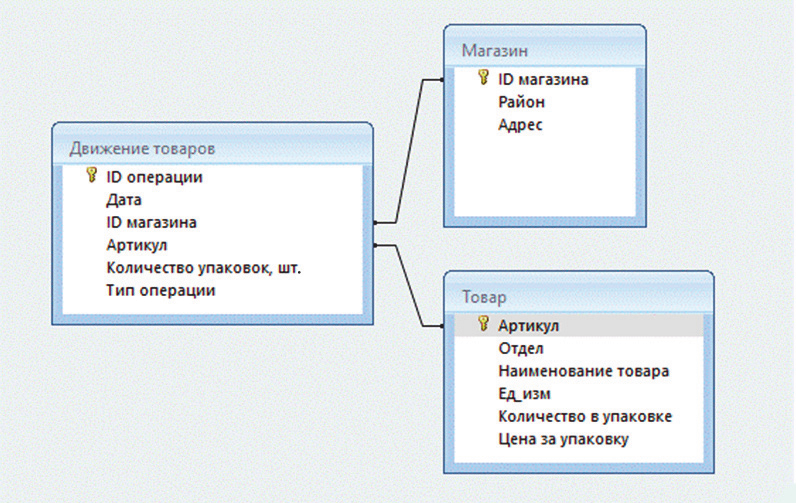 Движение товаров
ID операции
Дата
ID магазина
Артикул
Количество упаковок, шт.
Тип операции
Магазин
ID магазина
Район
Адрес
Товар
Артикул
Отдел
Наименование товара
Ед_изм
Количество в упаковке
Цена за упаковку